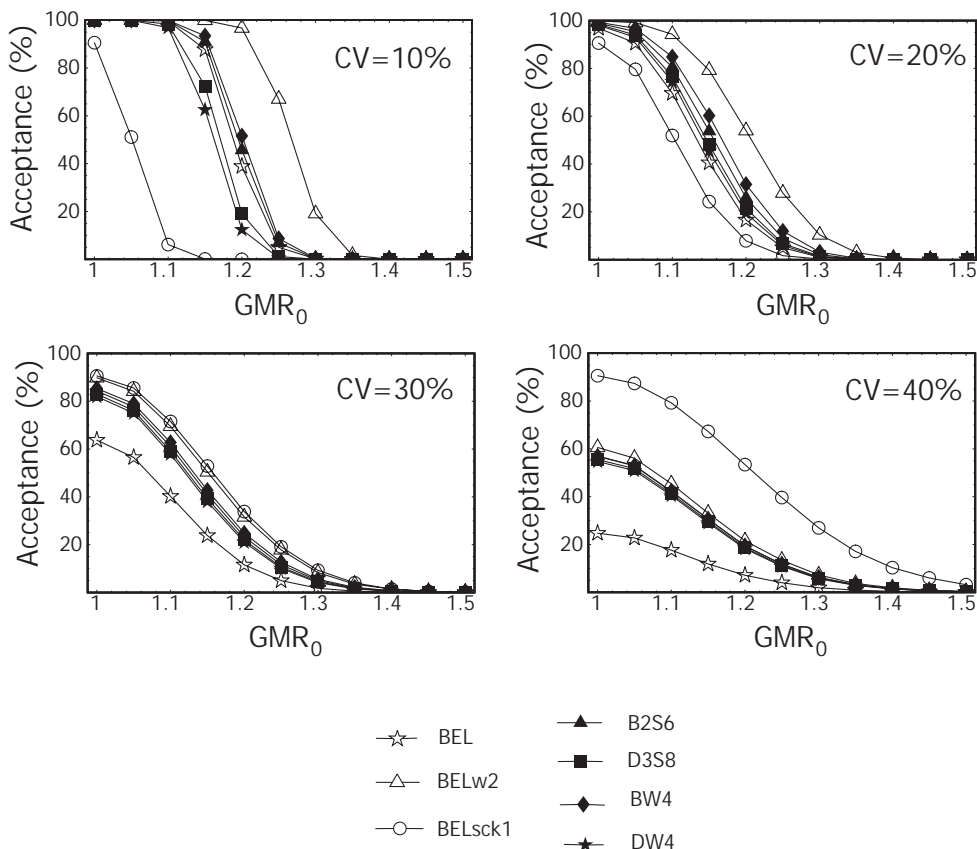 Acceptance (%)
100
80
60
40
20
CV=10%
1
1.1
1.2
1.3
1.4
1.5
GMR0
Acceptance (%)
100
80
60
40
20
CV=20%
1
1.1
1.2
1.3
1.4
1.5
GMR0
Acceptance (%)
100
80
60
40
20
CV=30%
1
1.1
1.2
1.3
1.4
1.5
GMR0
Acceptance (%)
100
80
60
40
20
CV=40%
1
1.1
1.2
1.3
1.4
1.5
GMR0
BEL
BELw2
BELsck1
B2S6
D3S8
BW4
DW4